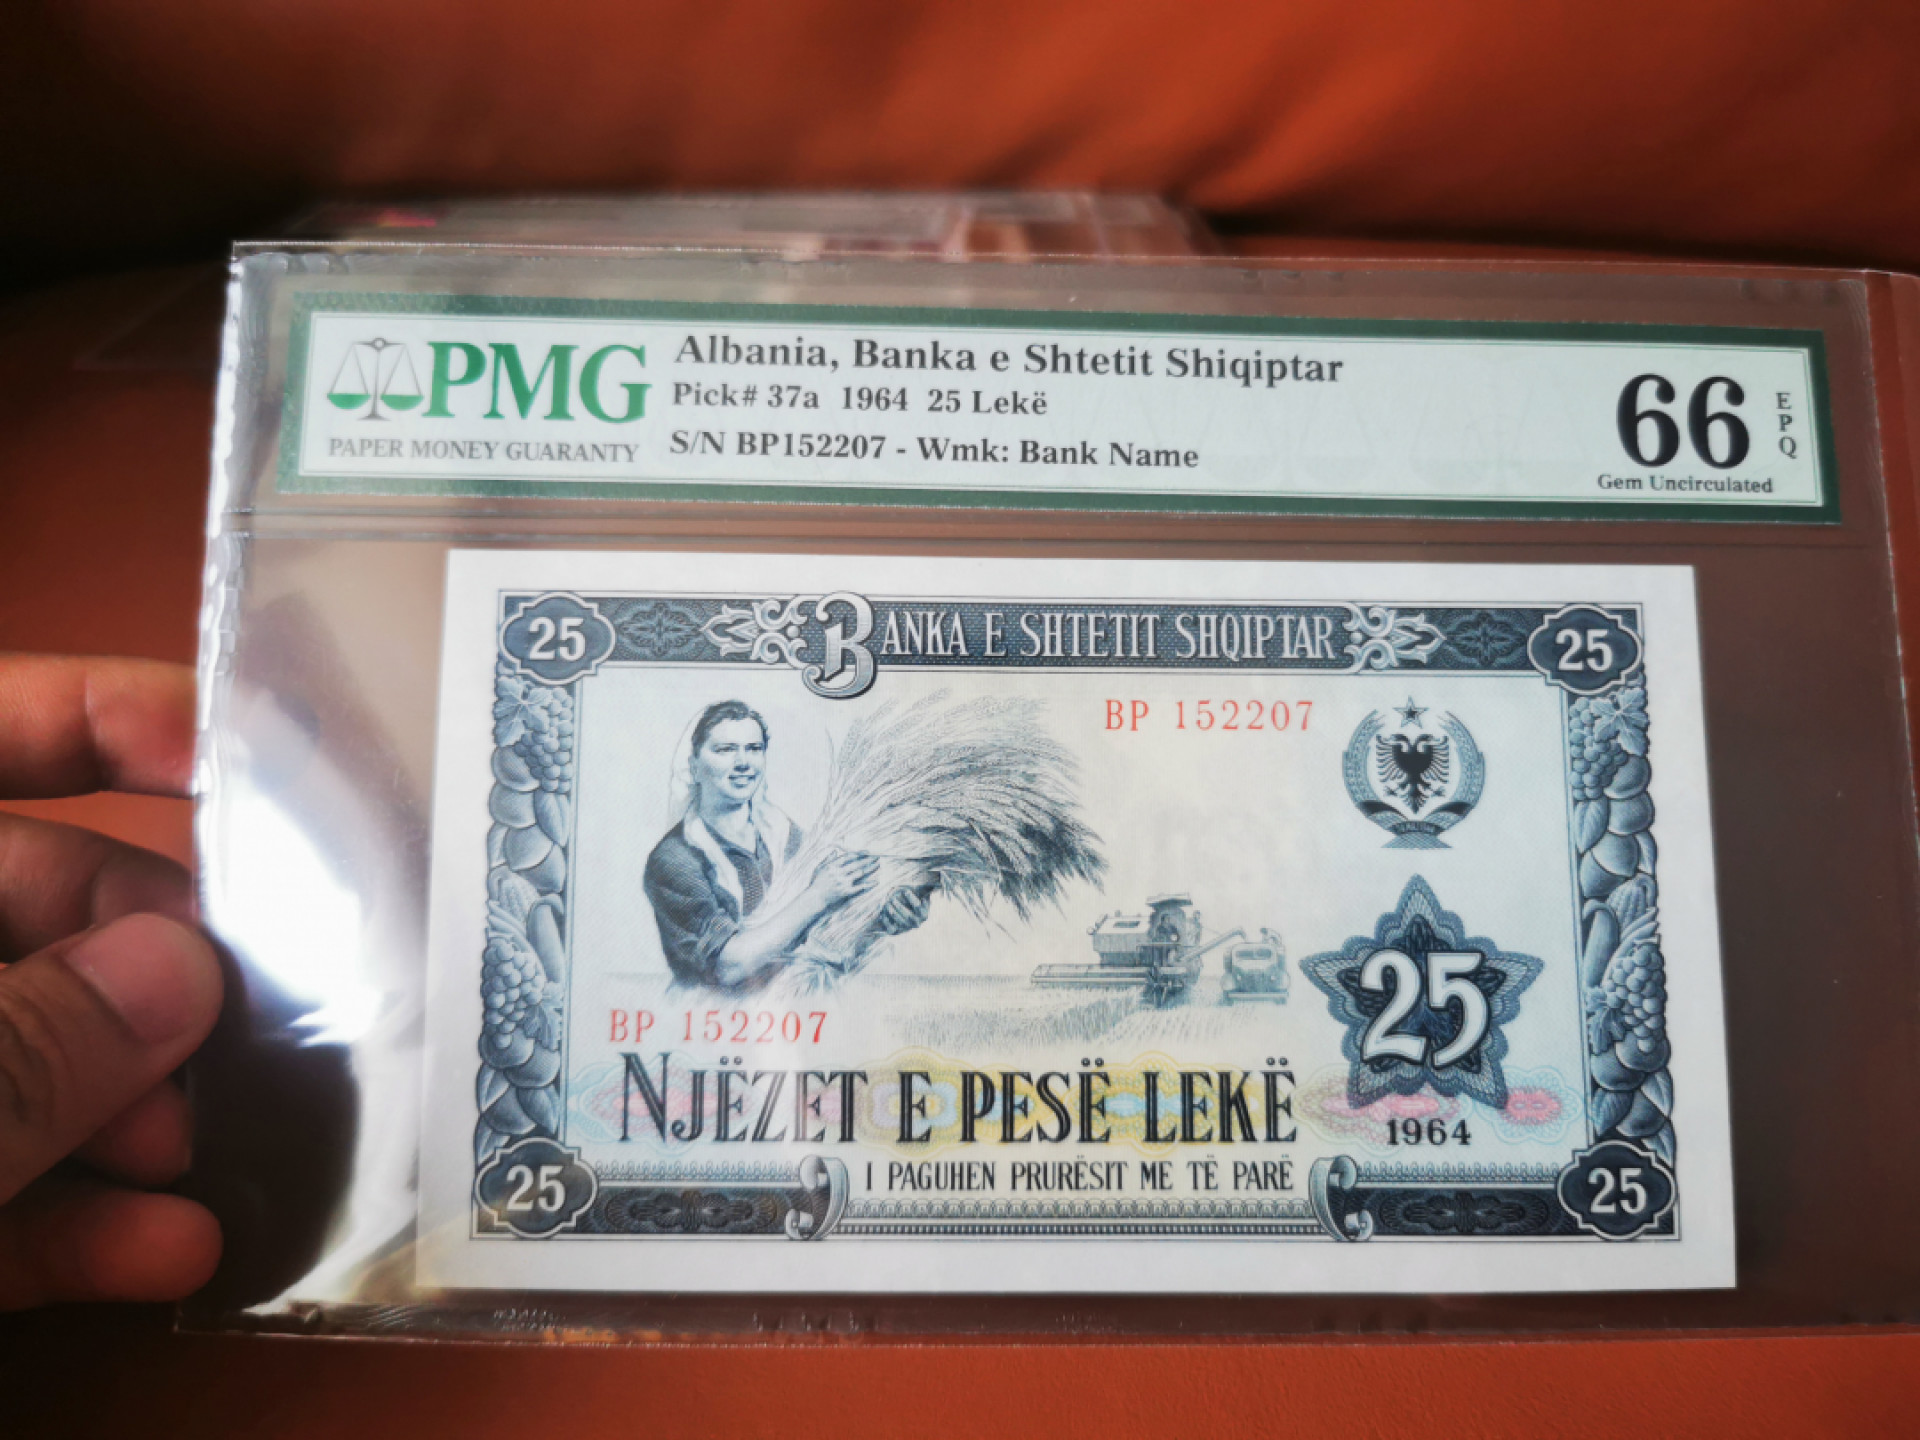 PMG
PAPER MONEY GUARANTY
Albania, Banka e Shtetit Shiqiptar
Pick# 37a 1964 25 Lekë
S/N BP152207 - Wmk: Bank Name
66
EPQ
Gem Uncirculated
25
BANKA E SHTETIT SHQIPTAR
25
BP 152207
25
BP 152207
NJËZET E PESË LEKË
1964
I PAGUHEN PRURËSIT ME TË PARË
25
25